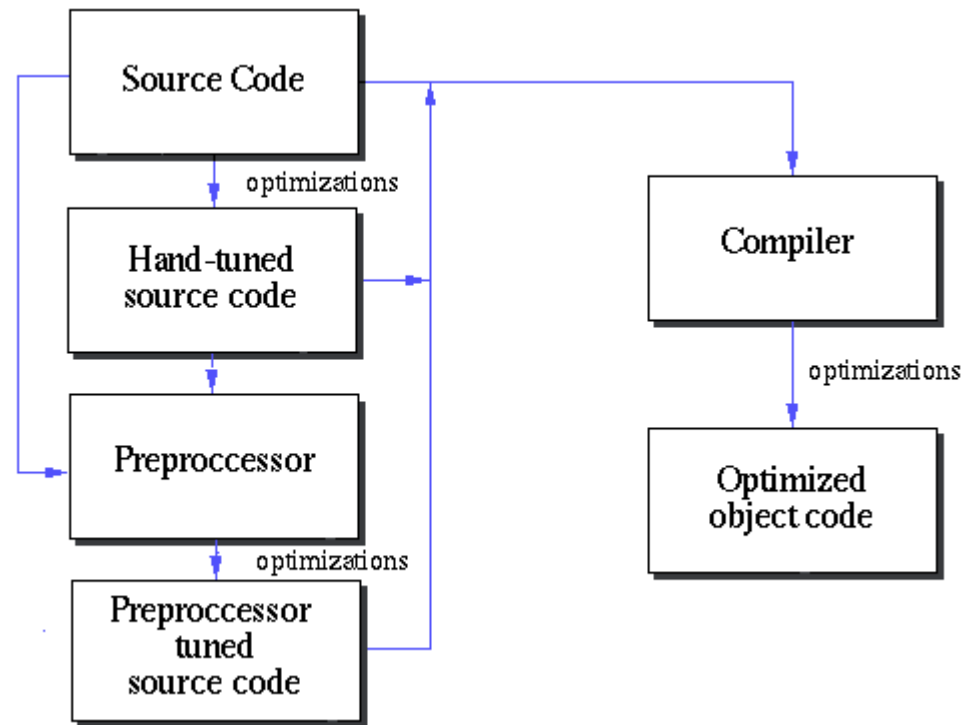 Source Code
optimizations
Hand-tuned
source code
Compiler
optimizations
Preproccessor
Optimized
object code
optimizations
Preproccessor
tuned
source code